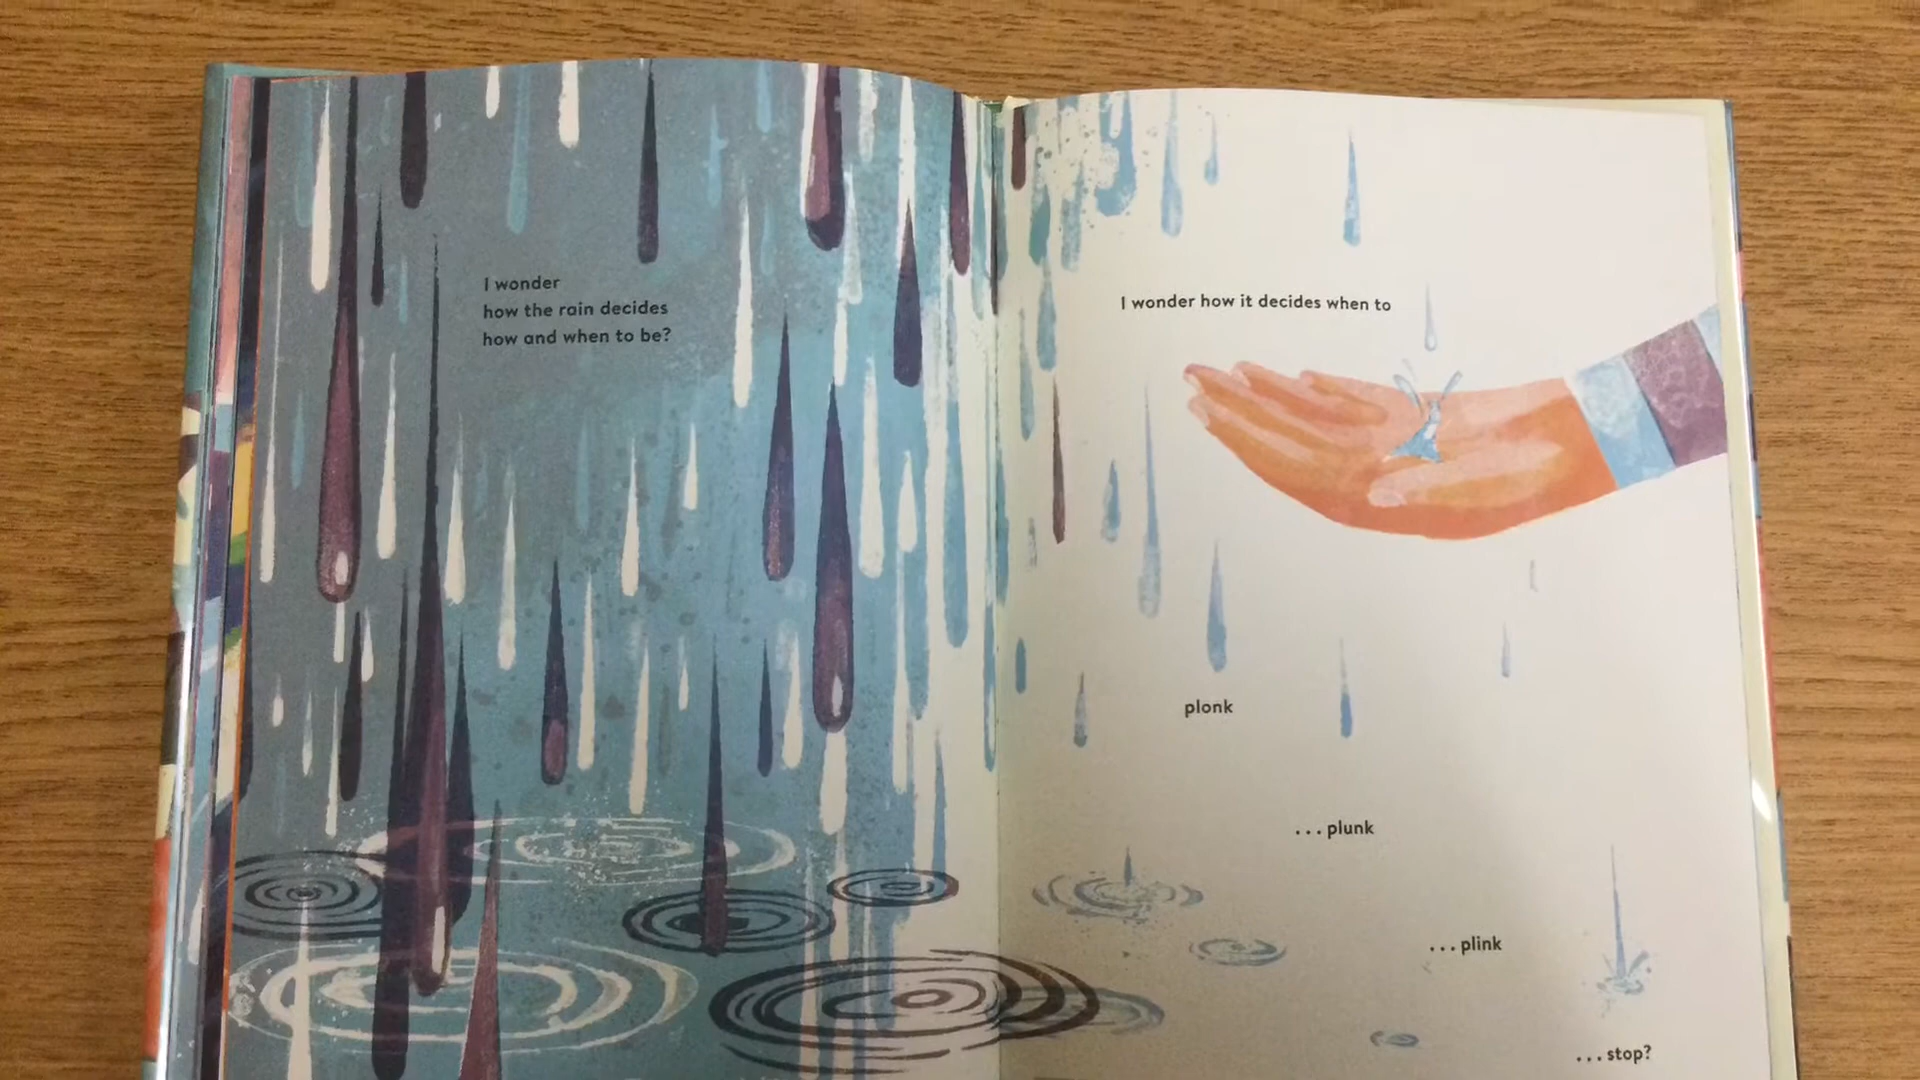 I wonder
how the rain decides
how and when to be?
I wonder how it decides when to
plonk
...plunk
...plink
...stop?